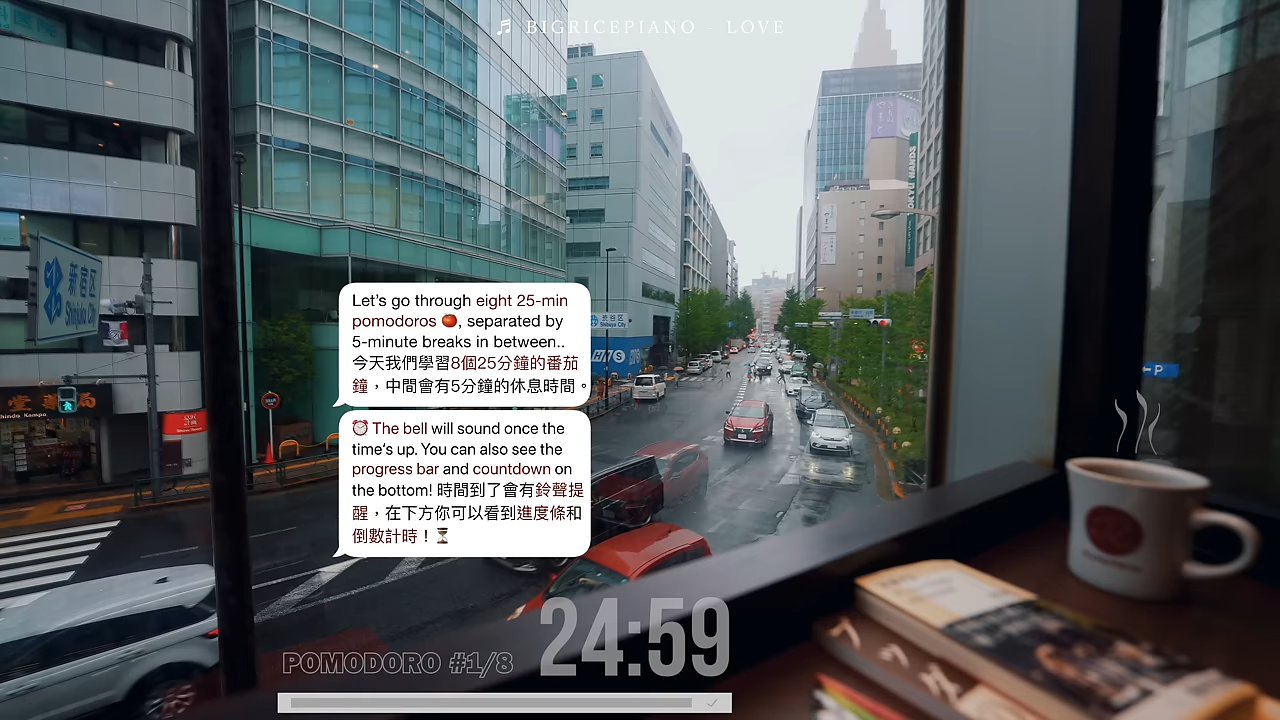 ♬ BIGRICEPIANO - LOVE
新宿区
Shinjuku City
渋谷区
Shibuya City
Let's go through eight 25-min
pomodoros 🍅, separated by
5-minute breaks in between..
今天我們學習8個25分鐘的番茄
鐘，中間會有5分鐘的休息時間。
⏰ The bell will sound once the
time's up. You can also see the
progress bar and countdown on
the bottom! 時間到了會有鈴聲提
醒，在下方你可以看到進度條和
倒數計時！⏳
POMODORO #1/8
24:59